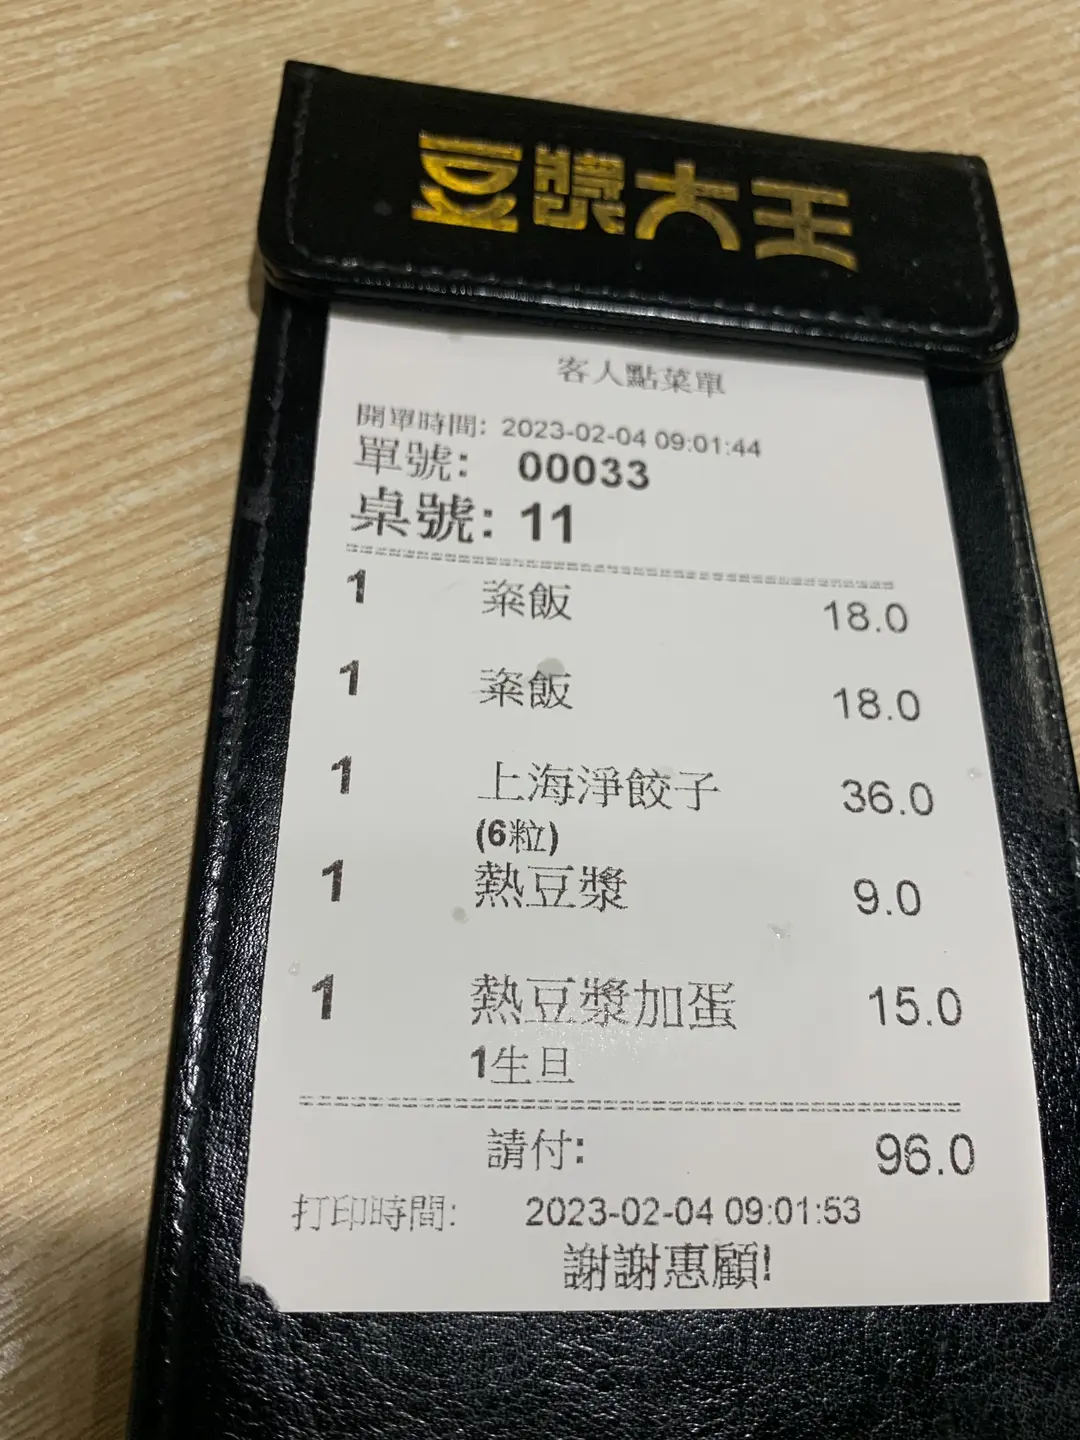 豆漿大王
客人點菜單
開單時間: 2023-02-04 09:01:44
單號: 00033
桌號: 11
1 粢飯 18.0
1 粢飯 18.0
1 上海淨餃子 36.0
(6粒)
1 熱豆漿 9.0
1 熱豆漿加蛋 15.0
1生旦
請付: 96.0
打印時間: 2023-02-04 09:01:53
謝謝惠顧!